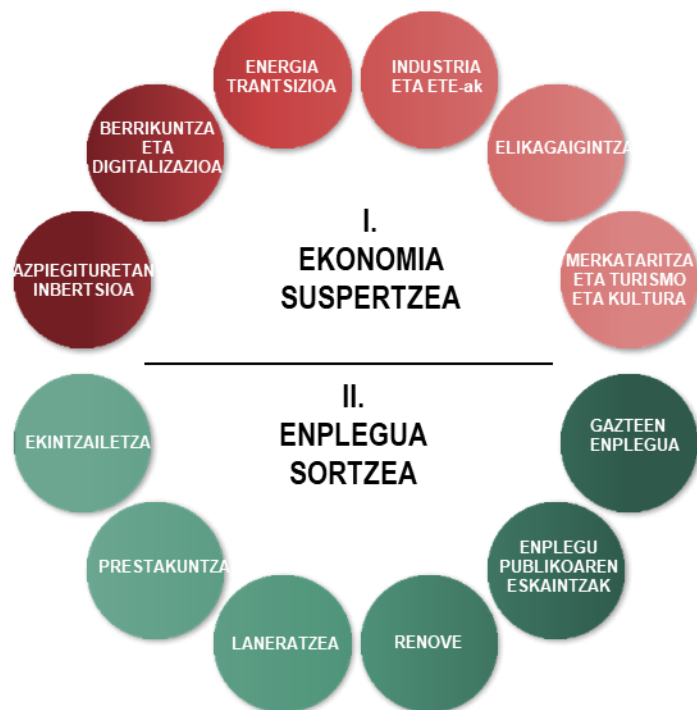 ENERGIA
TRANTSIZIOA
INDUSTRIA
ETA ETE-ak
BERRIKUNTZA
ETA
DIGITALIZAZIOA
ELIKAGAIGINTZA
AZPIEGITURETAN
INBERTSIOA
I.
EKONOMIA
SUSPERTZEA
MERKATARITZA
ETA TURISMO
ETA KULTURA
II.
ENPLEGUA
SORTZEA
EKINTZAILETZA
GAZTEEN
ENPLEGUA
PRESTAKUNTZA
ENPLEGU
PUBLIKOAREN
ESKAINTZAK
LANERATZEA
RENOVE